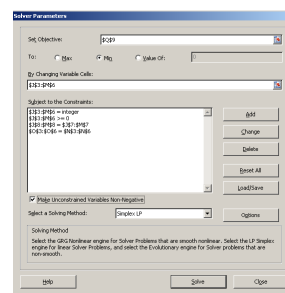 Solver Parameters
Set Objective: $Q$9
To: Max Min Value Of: 0
By Changing Variable Cells:
$J$3:$M$6
Subject to the Constraints:
$J$3:$M$6 = integer
$J$3:$M$6 >= 0
$J$8:$M$8 = $J$7:$M$7
$O$3:$O$6 = $N$3:$N$6
Add
Change
Delete
Reset All
Load/Save
Make Unconstrained Variables Non-Negative
Select a Solving Method: Simplex LP Options
Solving Method
Select the GRG Nonlinear engine for Solver Problems that are smooth nonlinear. Select the LP Simplex
engine for linear Solver Problems, and select the Evolutionary engine for Solver problems that are
non-smooth.
Help Solve Close